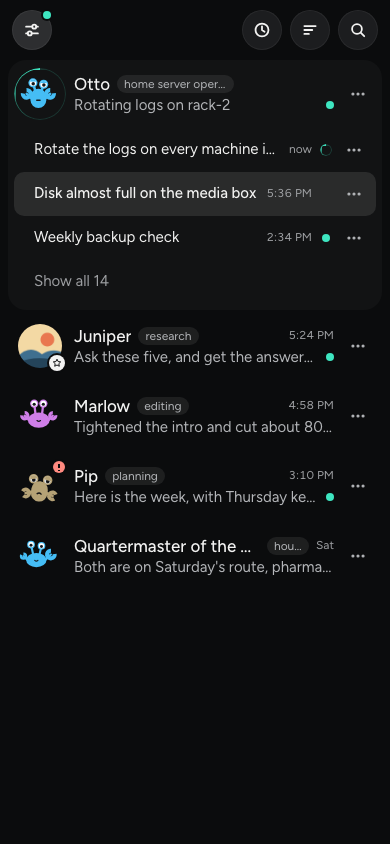 Otto home server oper...
Rotating logs on rack-2
Rotate the logs on every machine i... now
Disk almost full on the media box 5:36 PM
Weekly backup check 2:34 PM
Show all 14
Juniper research 5:24 PM
Ask these five, and get the answer...
Marlow editing 4:58 PM
Tightened the intro and cut about 80...
Pip planning 3:10 PM
Here is the week, with Thursday ke...
Quartermaster of the ... hou... Sat
Both are on Saturday's route, pharma...